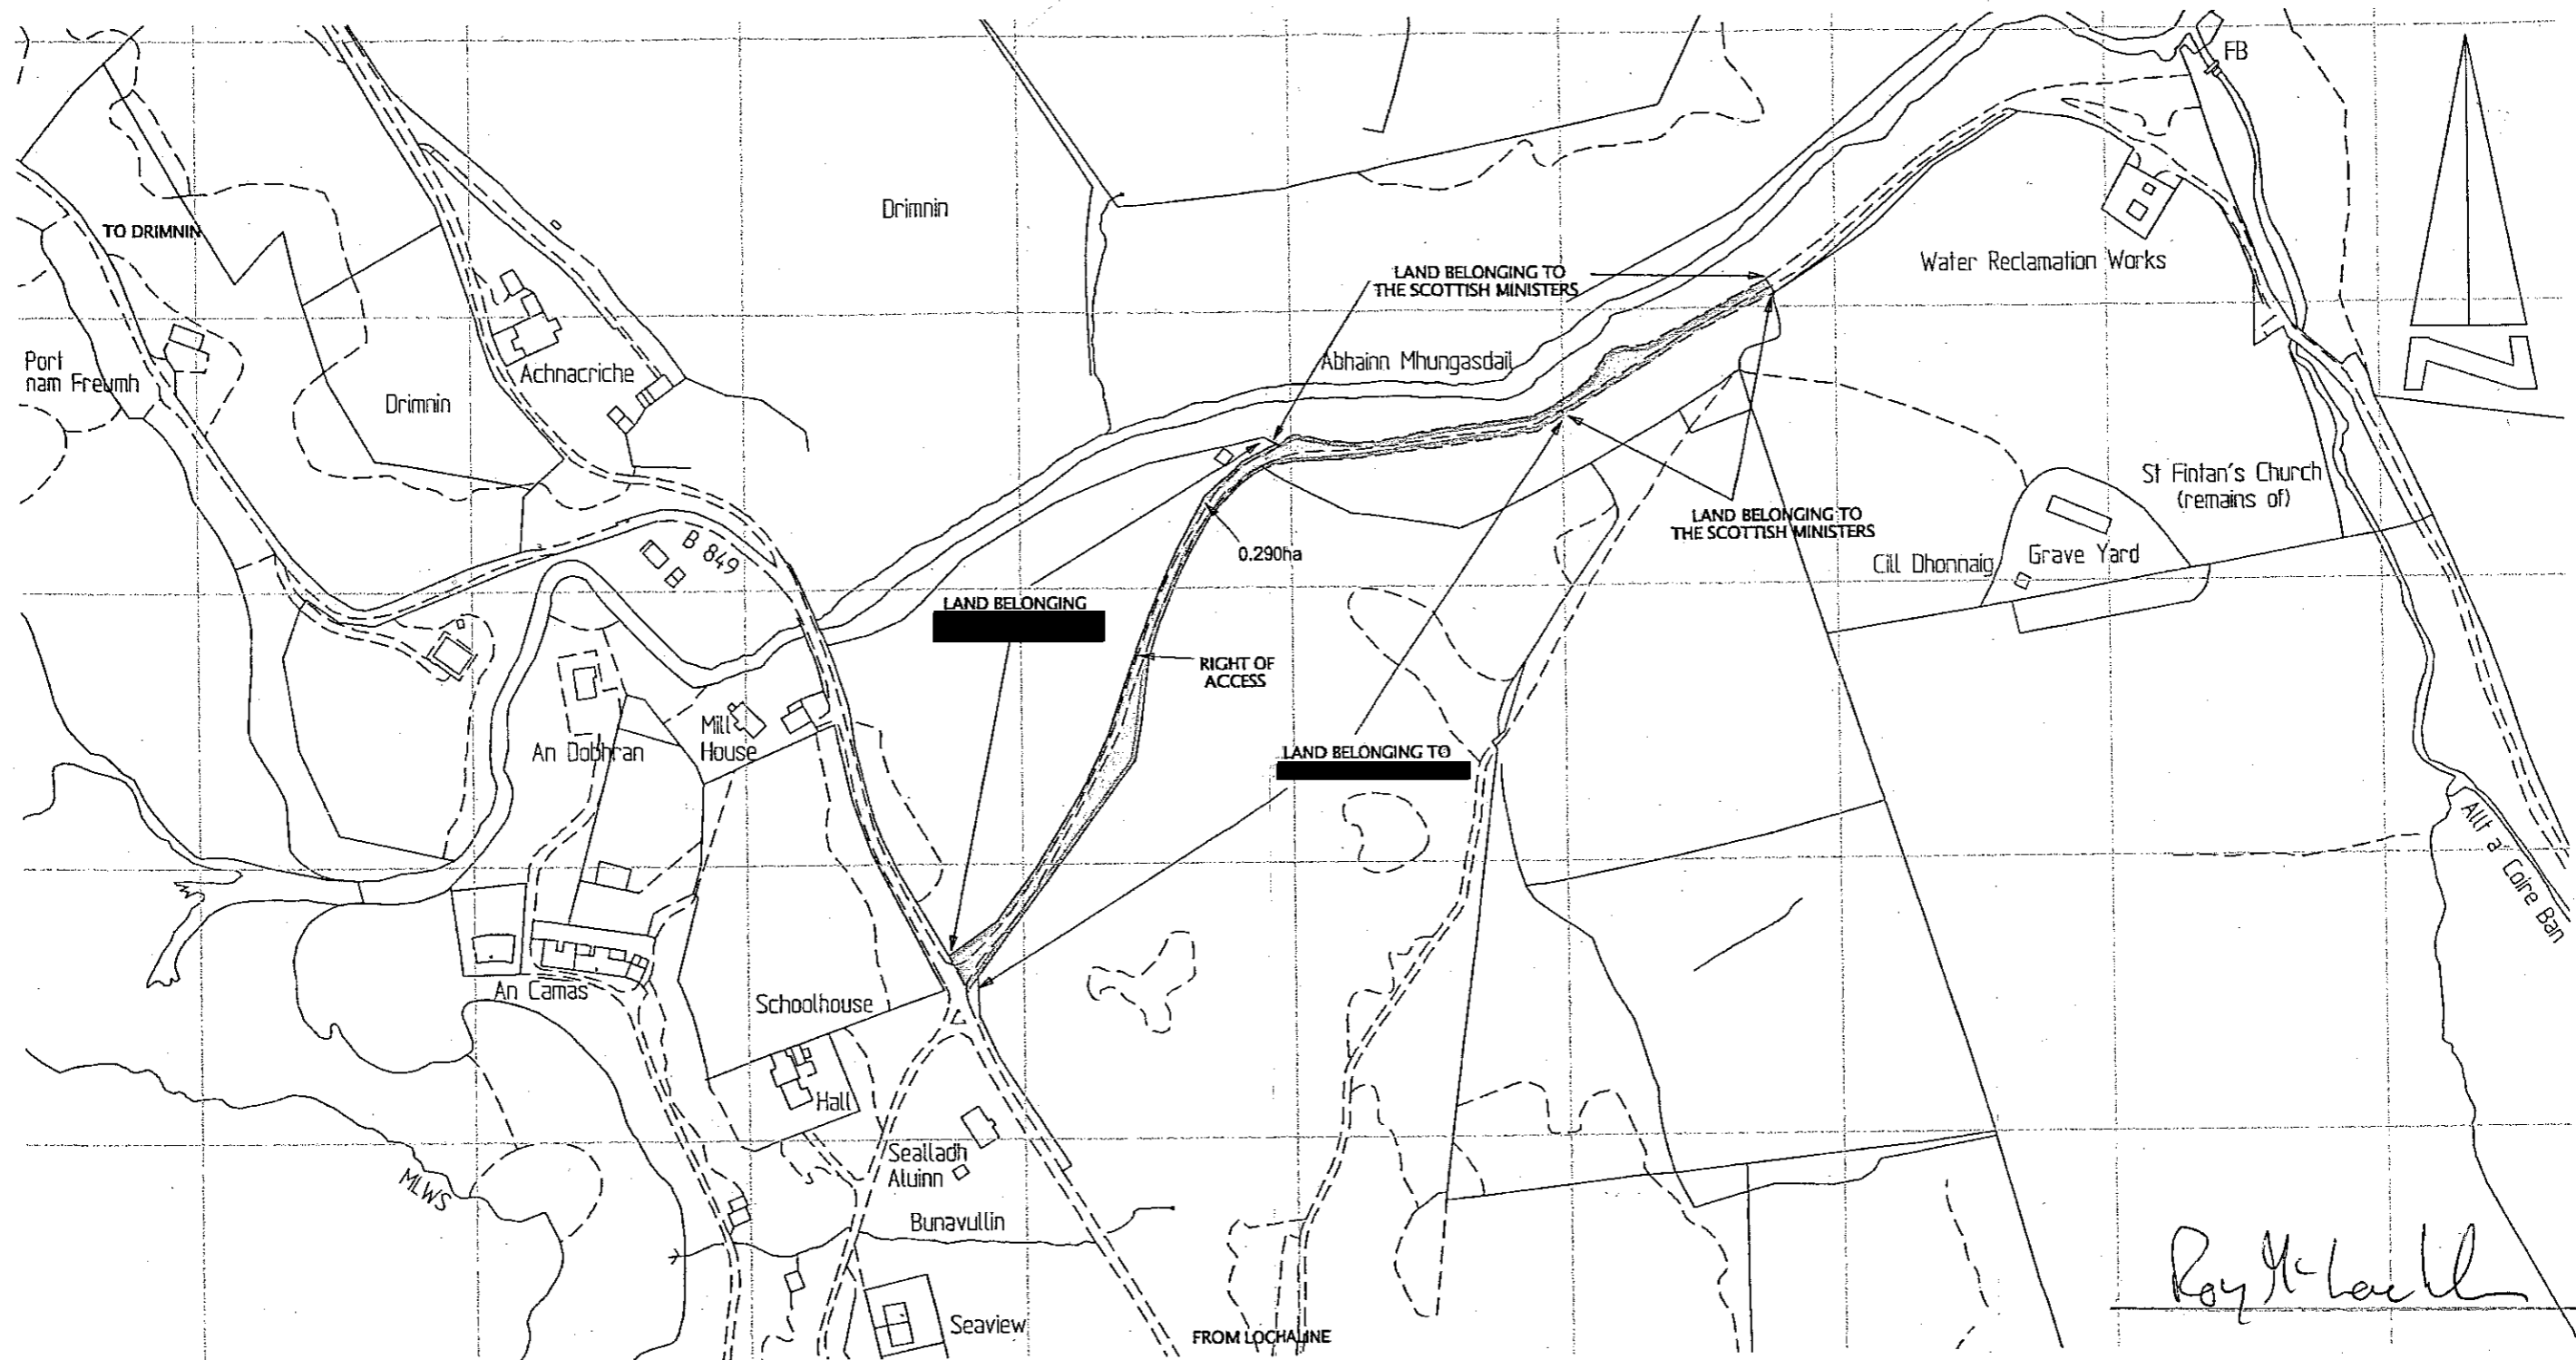 FB
Drimnin
TO DRIMNIN
Water Reclamation Works
LAND BELONGING TO
THE SCOTTISH MINISTERS
Port
nam Freumh
Achnacriche
Abhainn Mhungasdail
Drimnin
St Fintan's Church
(remains of)
LAND BELONGING TO
THE SCOTTISH MINISTERS
B 849
0.290ha
Cill Dhonnaig
Grave Yard
LAND BELONGING
RIGHT OF
ACCESS
An Dobhran
Mill
House
LAND BELONGING TO
Allt a' Coire Ban
An Camas
Schoolhouse
Hall
Sealladh
Aluinn
MLWS
Bunavullin
Seaview
FROM LOCHALINE
N